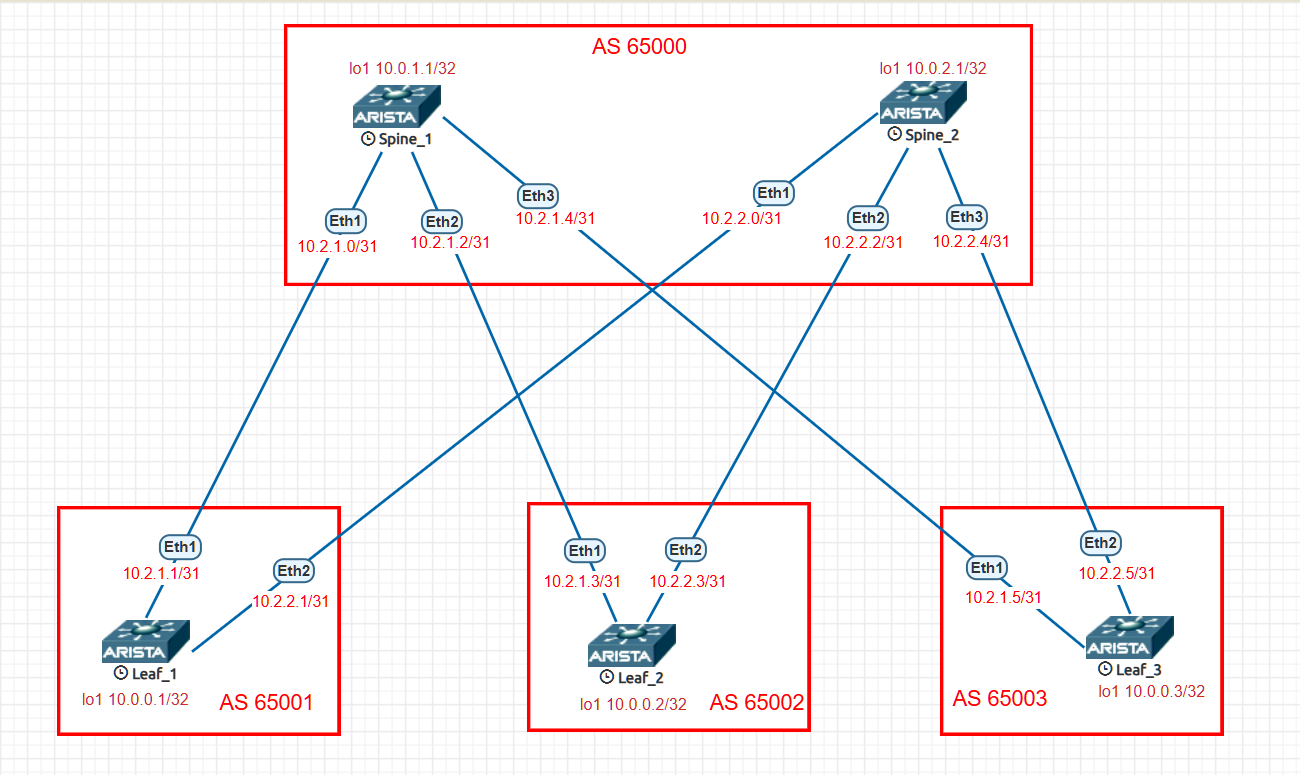 AS 65000
lo1 10.0.1.1/32
lo1 10.0.2.1/32
ARISTA
ARISTA
Spine_1
Spine_2
Eth3
Eth1
10.2.1.4/31
10.2.2.0/31
Eth1
Eth2
Eth2
Eth3
10.2.1.0/31
10.2.1.2/31
10.2.2.2/31
10.2.2.4/31
Eth1
Eth2
10.2.1.1/31
10.2.2.1/31
ARISTA
Leaf_1
lo1 10.0.0.1/32
AS 65001
Eth1
Eth2
10.2.1.3/31
10.2.2.3/31
ARISTA
Leaf_2
lo1 10.0.0.2/32
AS 65002
Eth2
Eth1
10.2.2.5/31
10.2.1.5/31
ARISTA
Leaf_3
lo1 10.0.0.3/32
AS 65003